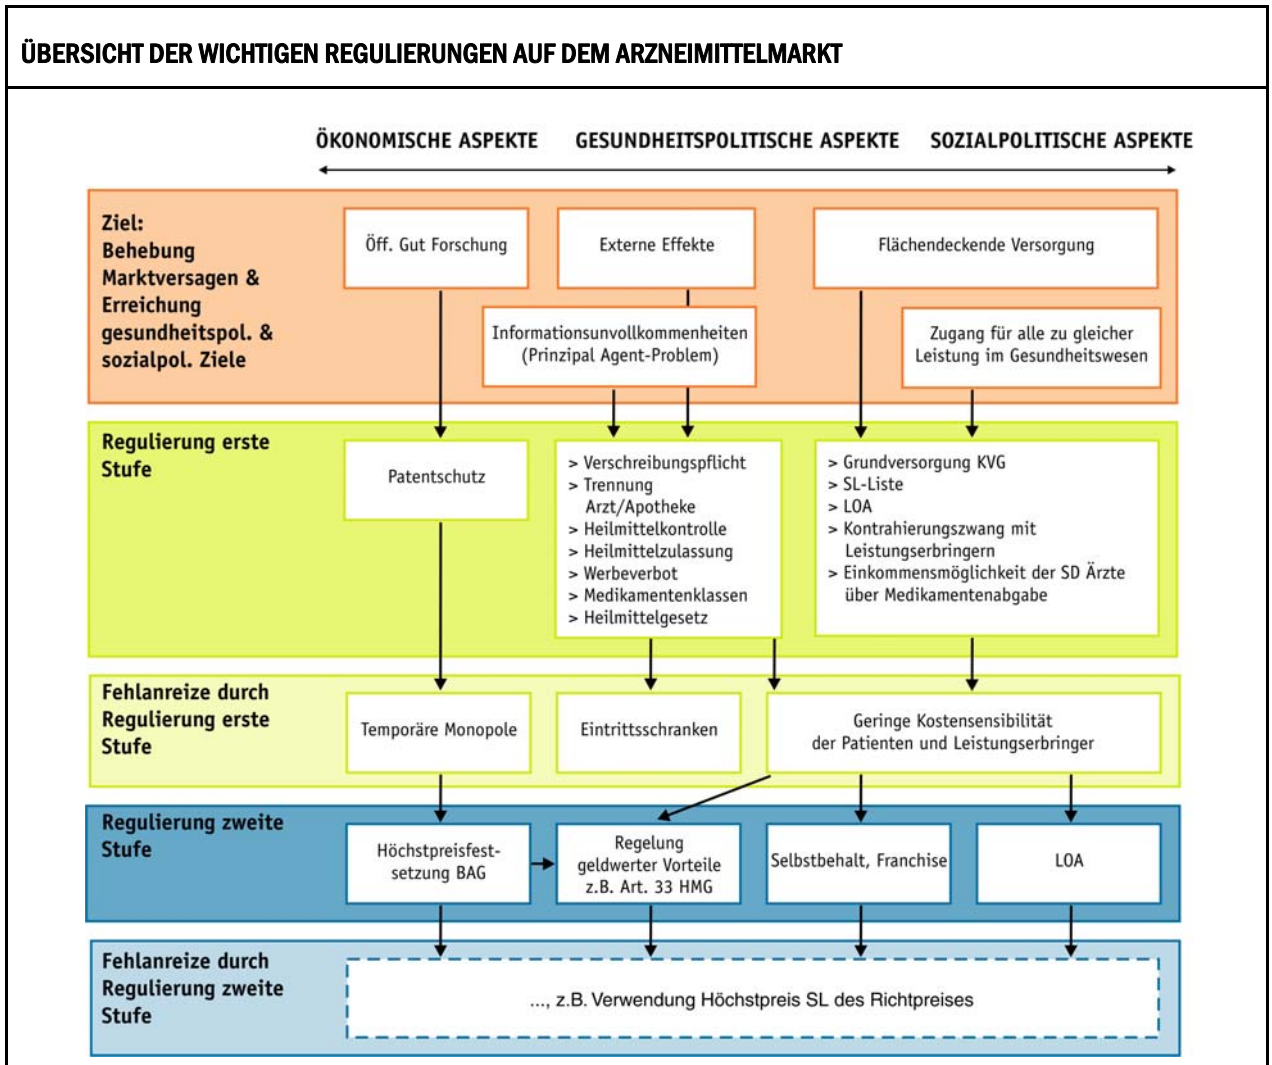 ÜBERSICHT DER WICHTIGEN REGULIERUNGEN AUF DEM ARZNEIMITTELMARKT
ÖKONOMISCHE ASPEKTE
GESUNDHEITSPOLITISCHE ASPEKTE
SOZIALPOLITISCHE ASPEKTE
Ziel:
Behebung
Marktversagen &
Erreichung
gesundheitspol. &
sozialpol. Ziele
Öff. Gut Forschung
Externe Effekte
Flächendeckende Versorgung
Informationsunvollkommenheiten
(Prinzipal Agent-Problem)
Zugang für alle zu gleicher
Leistung im Gesundheitswesen
Regulierung erste
Stufe
Patentschutz
> Verschreibungspflicht
> Trennung
Arzt/Apotheke
> Heilmittelkontrolle
> Heilmittelzulassung
> Werbeverbot
> Medikamentenklassen
> Heilmittelgesetz
> Grundversorgung KVG
> SL-Liste
> LOA
> Kontrahierungszwang mit
Leistungserbringern
> Einkommensmöglichkeit der SD Ärzte
über Medikamentenabgabe
Fehlanreize durch
Regulierung erste
Stufe
Temporäre Monopole
Eintrittsschranken
Geringe Kostensensibilität
der Patienten und Leistungserbringer
Regulierung zweite
Stufe
Höchstpreisfest-
setzung BAG
Regelung
geldwerter Vorteile
z.B. Art. 33 HMG
Selbstbehalt, Franchise
LOA
Fehlanreize durch
Regulierung zweite
Stufe
..., z.B. Verwendung Höchstpreis SL des Richtpreises